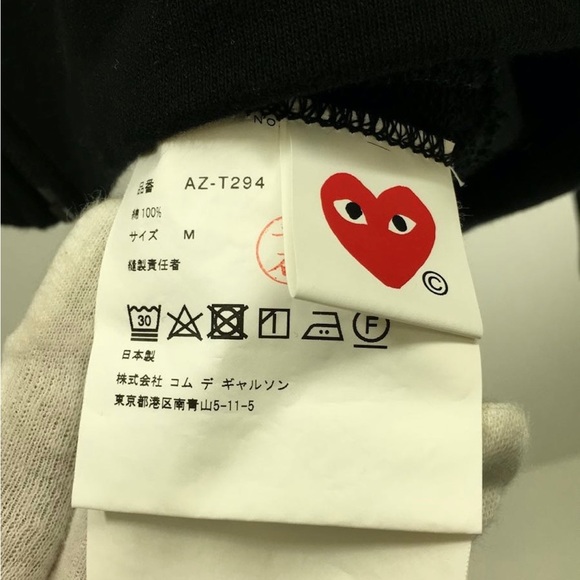 NO
品番 AZ-T294
綿100%
サイズ M
縫製責任者
©
30 F
日本製
株式会社 コム デ ギャルソン
東京都港区南青山5-11-5